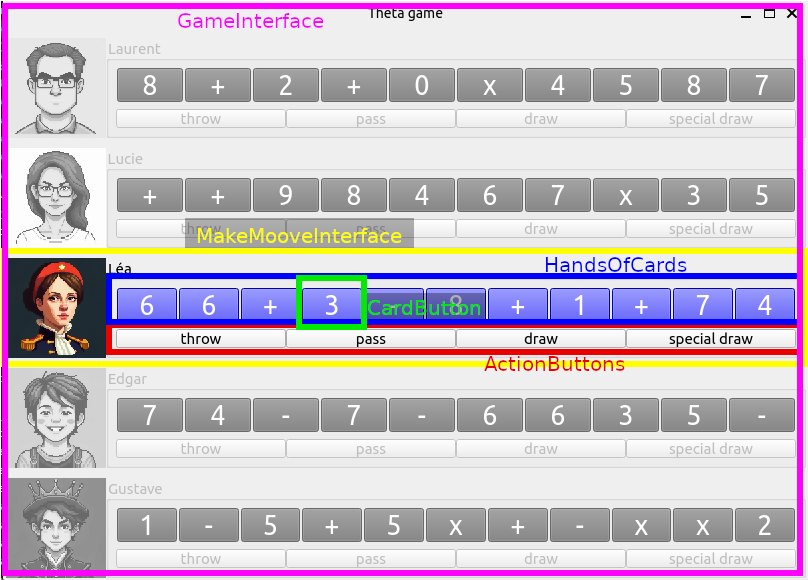 Theta game
GameInterface
Laurent
8 + 2 + 0 x 4 5 8 7
throw pass draw special draw
Lucie
+ + 9 8 4 6 7 x 3 5
throw pass draw special draw
MakeMooveInterface
Léa
HandsOfCards
6 6 + 3 - 8 + 1 + 7 4
CardButton
throw pass draw special draw
ActionButtons
Edgar
7 4 - 7 - 6 6 3 5 -
throw pass draw special draw
Gustave
1 - 5 + 5 x + - x x 2
throw pass draw special draw